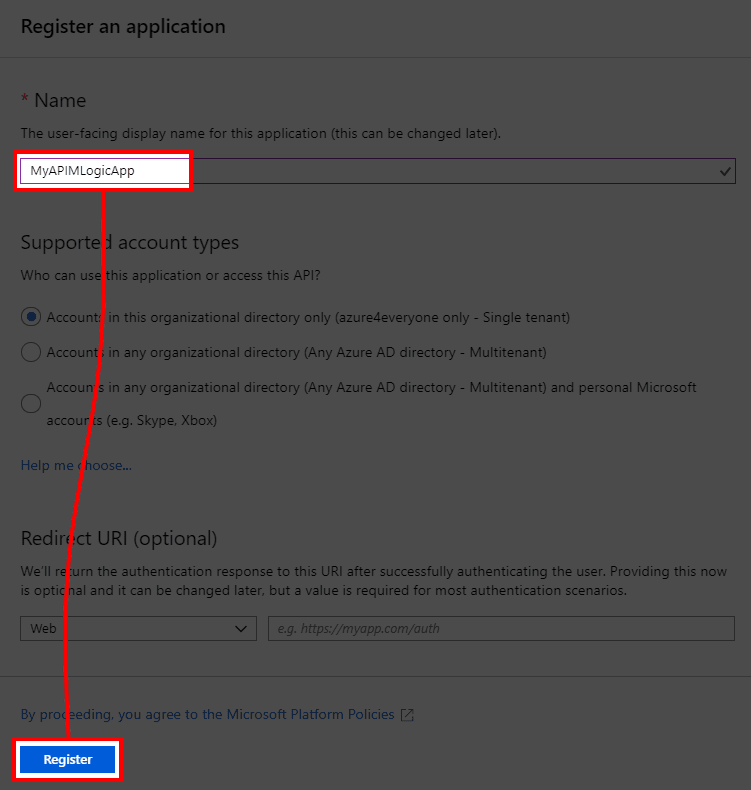 Register an application
* Name
The user-facing display name for this application (this can be changed later).
MyAPIMLogicApp
Supported account types
Who can use this application or access this API?
Accounts in this organizational directory only (azure4everyone only - Single tenant)
Accounts in any organizational directory (Any Azure AD directory - Multitenant)
Accounts in any organizational directory (Any Azure AD directory - Multitenant) and personal Microsoft
accounts (e.g. Skype, Xbox)
Help me choose...
Redirect URI (optional)
We'll return the authentication response to this URI after successfully authenticating the user. Providing this now
is optional and it can be changed later, but a value is required for most authentication scenarios.
Web
e.g. https://myapp.com/auth
By proceeding, you agree to the Microsoft Platform Policies
Register